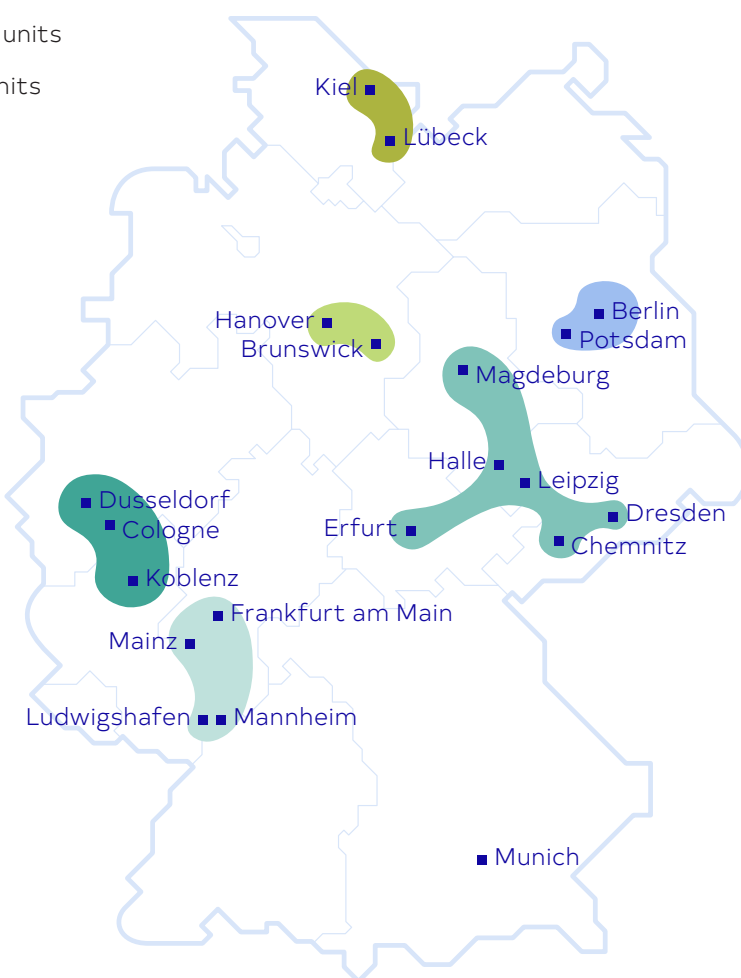 units
Kiel
Lübeck
Hanover
Brunswick
Berlin
Potsdam
Magdeburg
Halle
Leipzig
Dusseldorf
Cologne
Koblenz
Erfurt
Dresden
Chemnitz
Frankfurt am Main
Mainz
Ludwigshafen
Mannheim
Munich